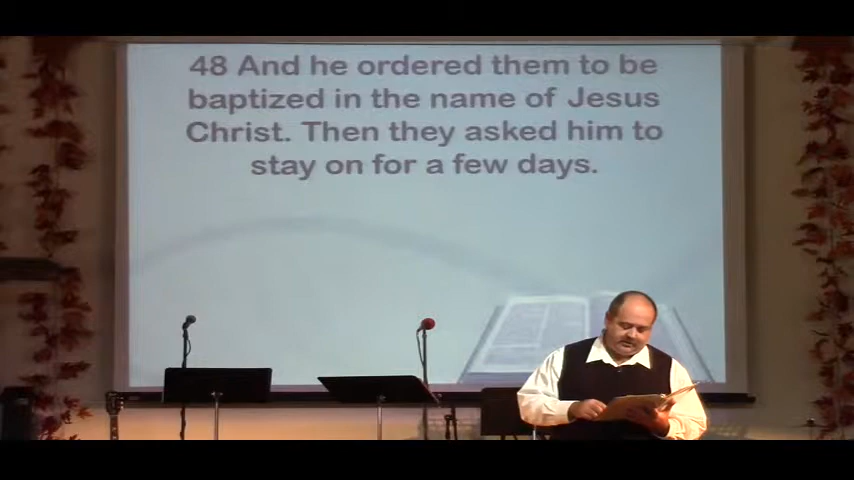 48 And he ordered them to be
baptized in the name of Jesus
Christ. Then they asked him to
stay on for a few days.